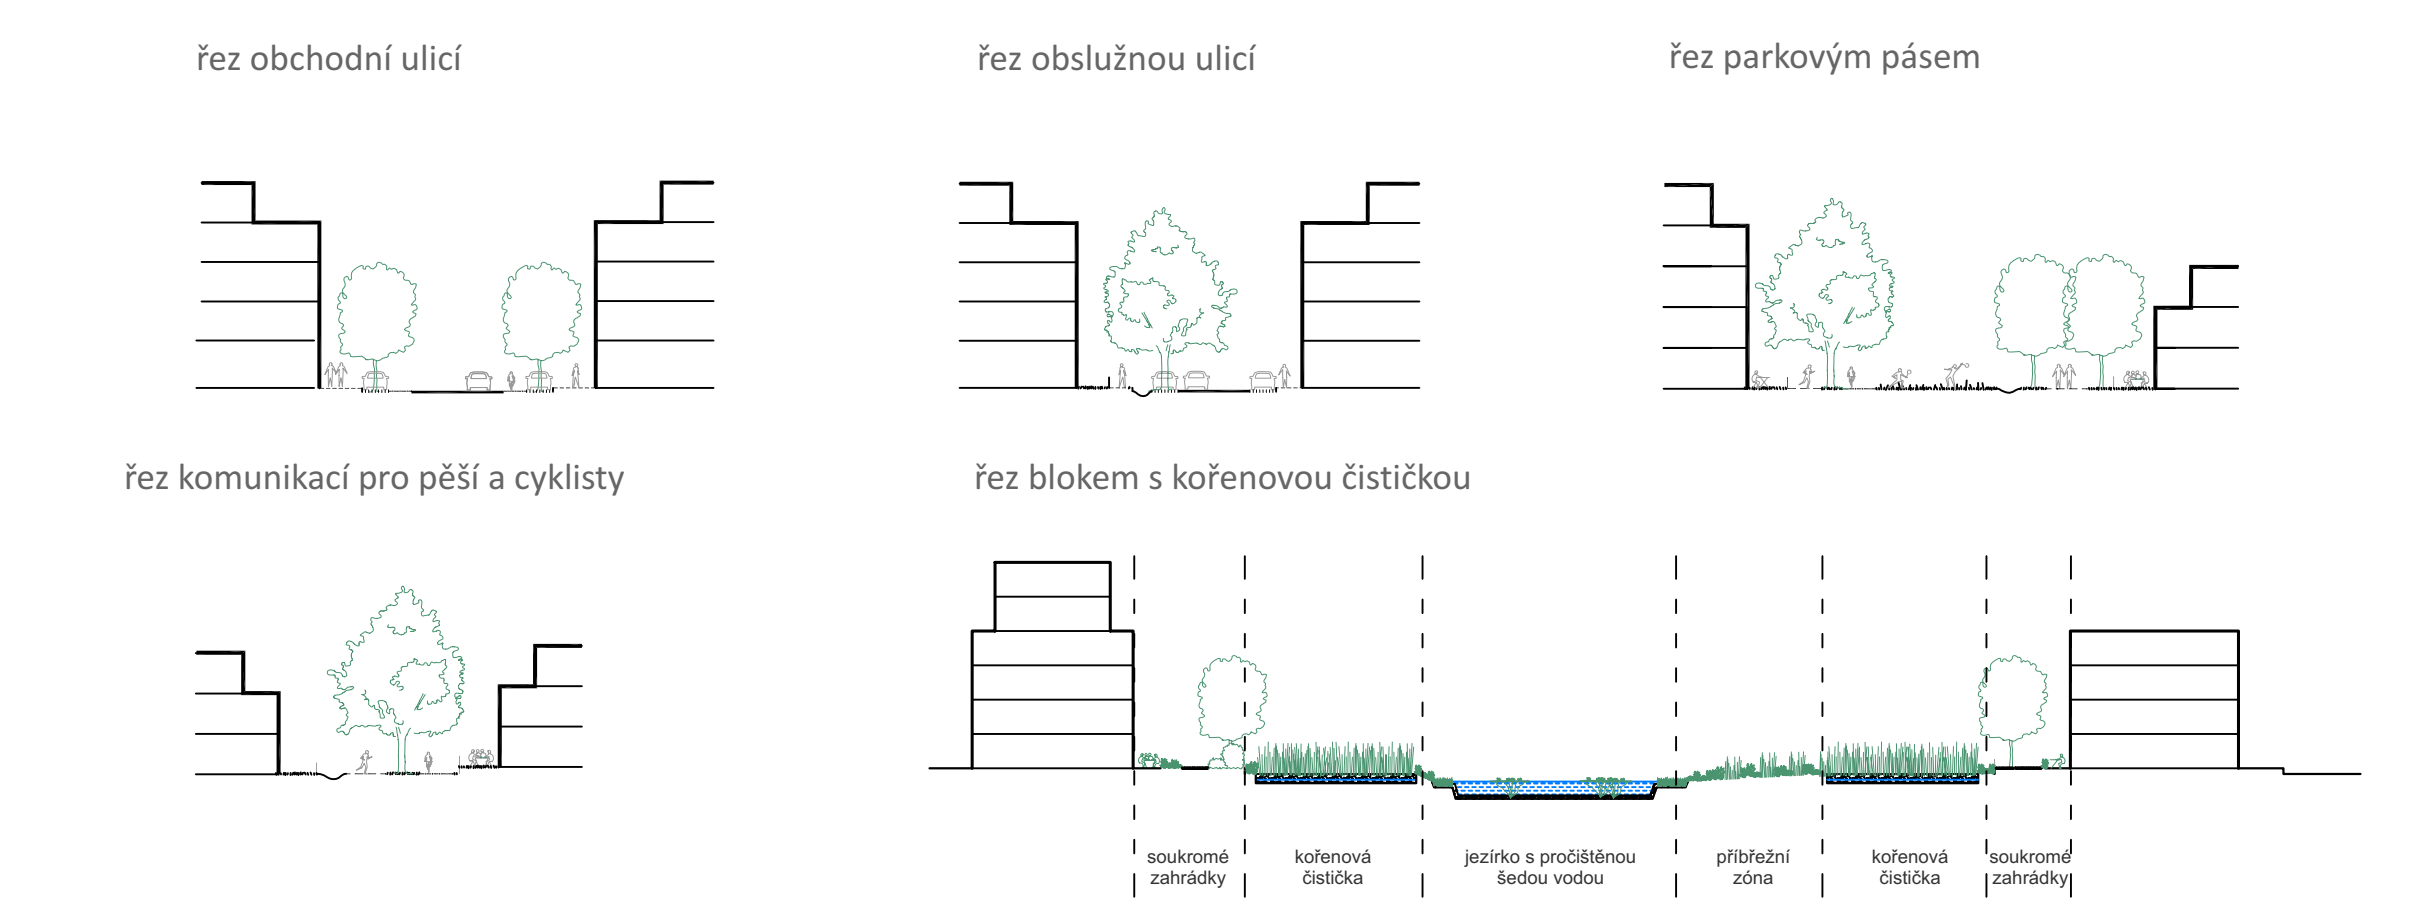 řez obchodní ulicí
řez obslužnou ulicí
řez parkovým pásem
řez komunikací pro pěší a cyklisty
řez blokem s kořenovou čističkou
soukromé
zahrádky
kořenová
čistička
jezírko s pročištěnou
šedou vodou
příbřežní
zóna
kořenová
čistička
soukromé
zahrádky